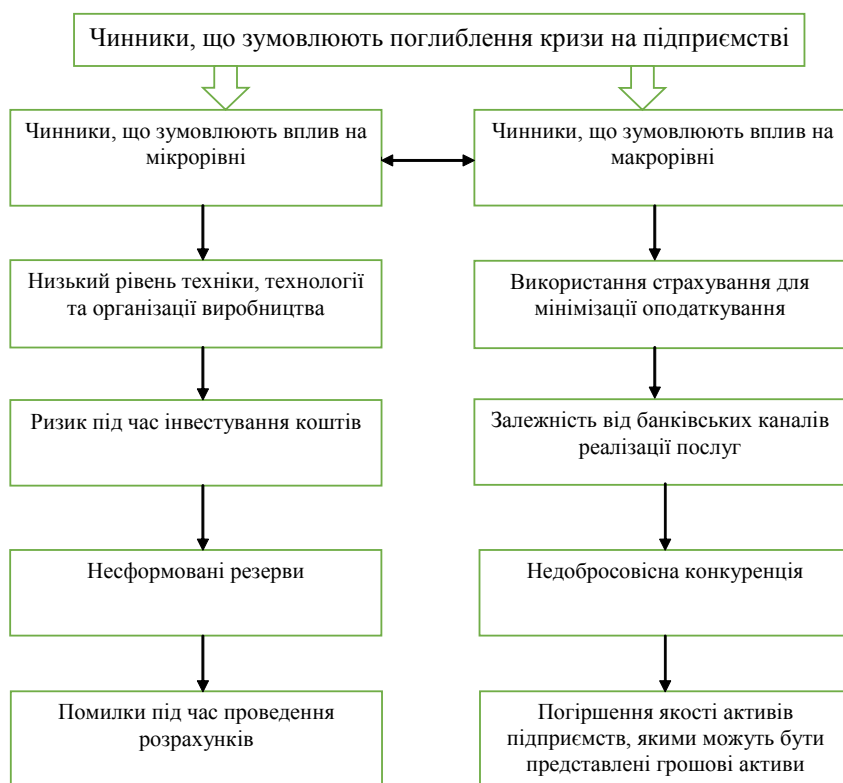 Чинники, що зумовлюють поглиблення кризи на підприємстві
Чинники, що зумовлюють вплив на
мікрорівні
Чинники, що зумовлюють вплив на
макрорівні
Низький рівень техніки, технології
та організації виробництва
Використання страхування для
мінімізації оподаткування
Ризик під час інвестування коштів
Залежність від банківських каналів
реалізації послуг
Несформовані резерви
Недобросовісна конкуренція
Помилки під час проведення
розрахунків
Погіршення якості активів
підприємств, якими можуть бути
представлені грошові активи